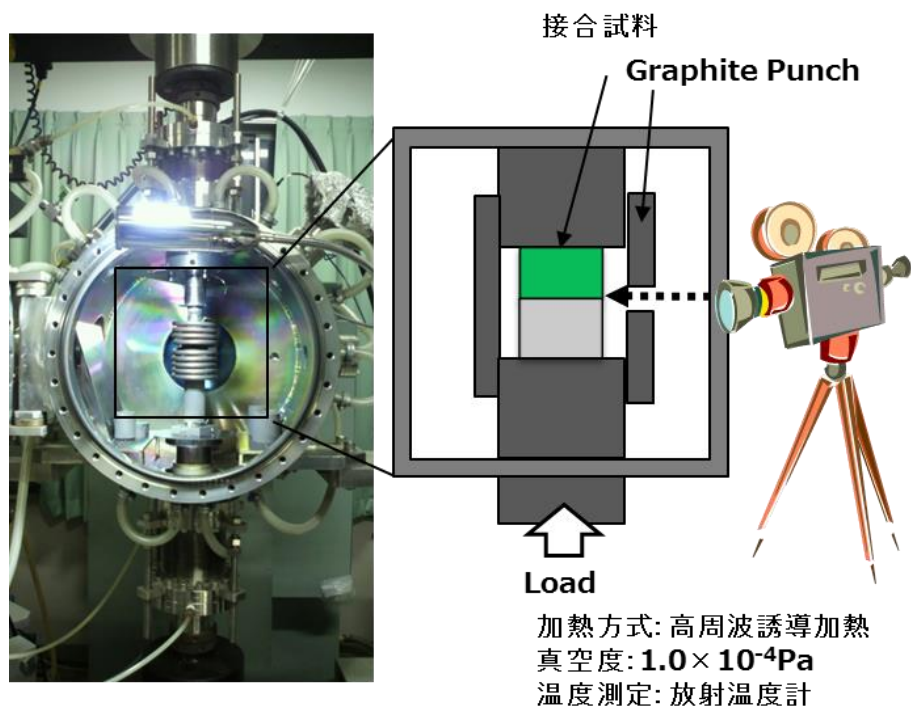 接合試料
Graphite Punch
Load
加熱方式: 高周波誘導加熱
真空度: 1.0×10⁻⁴Pa
温度測定: 放射温度計